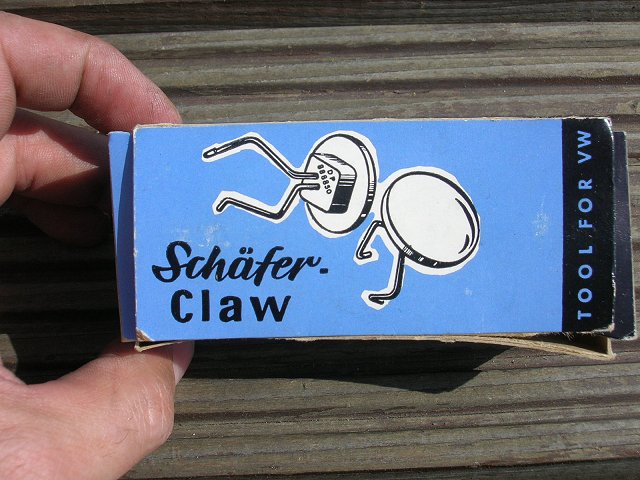 Schäfer-
Claw
TOOL FOR VW